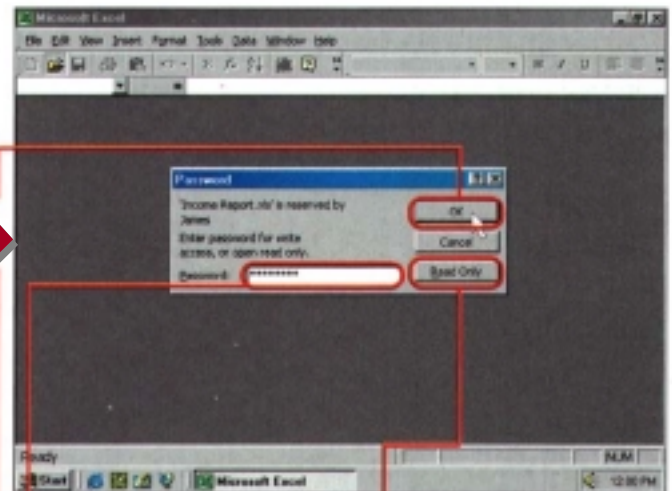 Microsoft Excel
File Edit View Insert Format Tools Data Window Help
Password
'Income Report.xls' is reserved by
James
Enter password for write
access, or open read only.
Password: ********
OK
Cancel
Read Only
Ready
NUM
Start
Microsoft Excel
12:00 PM